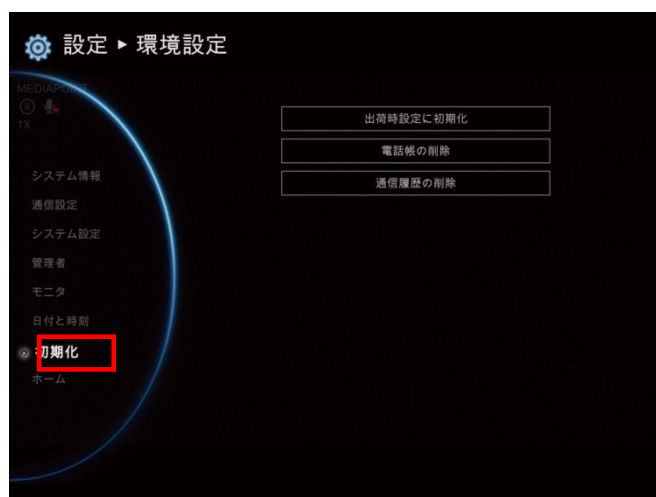 設定 ▶ 環境設定
MEDIAPOINT
1X
出荷時設定に初期化
電話帳の削除
通信履歴の削除
システム情報
通信設定
システム設定
管理者
モニタ
日付と時刻
初期化
ホーム